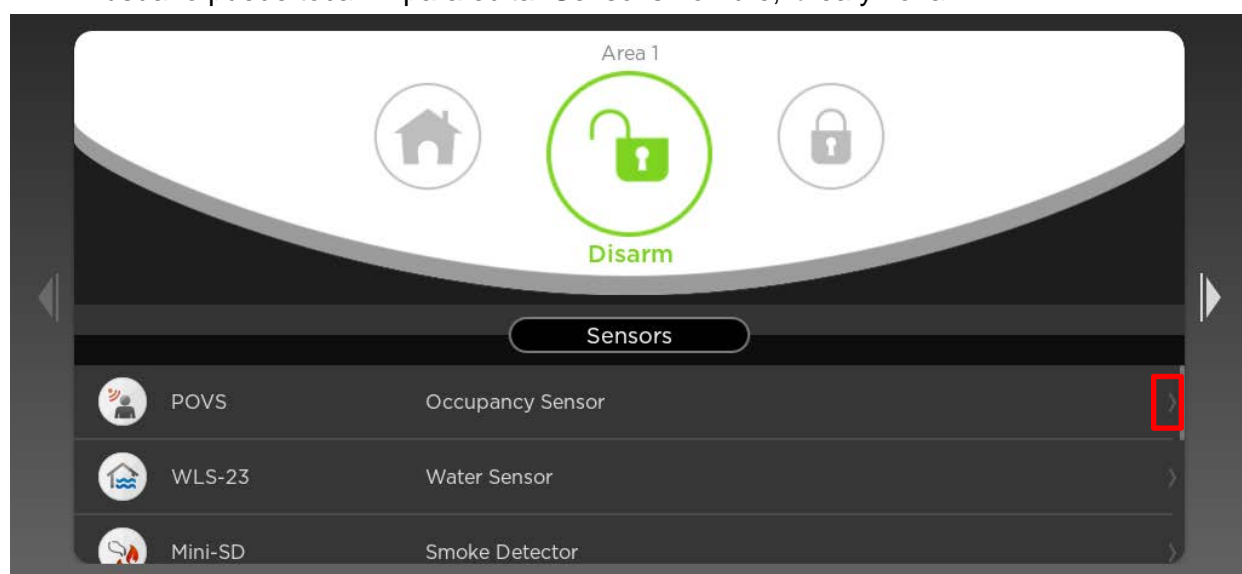 Area 1
Disarm
Sensors
POVS Occupancy Sensor
WLS-23 Water Sensor
Mini-SD Smoke Detector